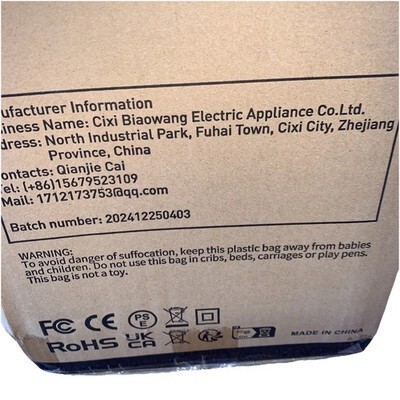 ufacturer Information
iness Name: Cixi Biaowang Electric Appliance Co.Ltd.
dress: North Industrial Park, Fuhai Town, Cixi City, Zhejiang
Province, China
ontacts: Qianjie Cai
Tel: (+86)15679523109
Mail: 1712173753@qq.com
Batch number: 202412250403
WARNING:
To avoid danger of suffocation, keep this plastic bag away from babies
and children. Do not use this bag in cribs, beds, carriages or play pens.
This bag is not a toy.
FC CE PS E
RoHS UK CA
MADE IN CHINA